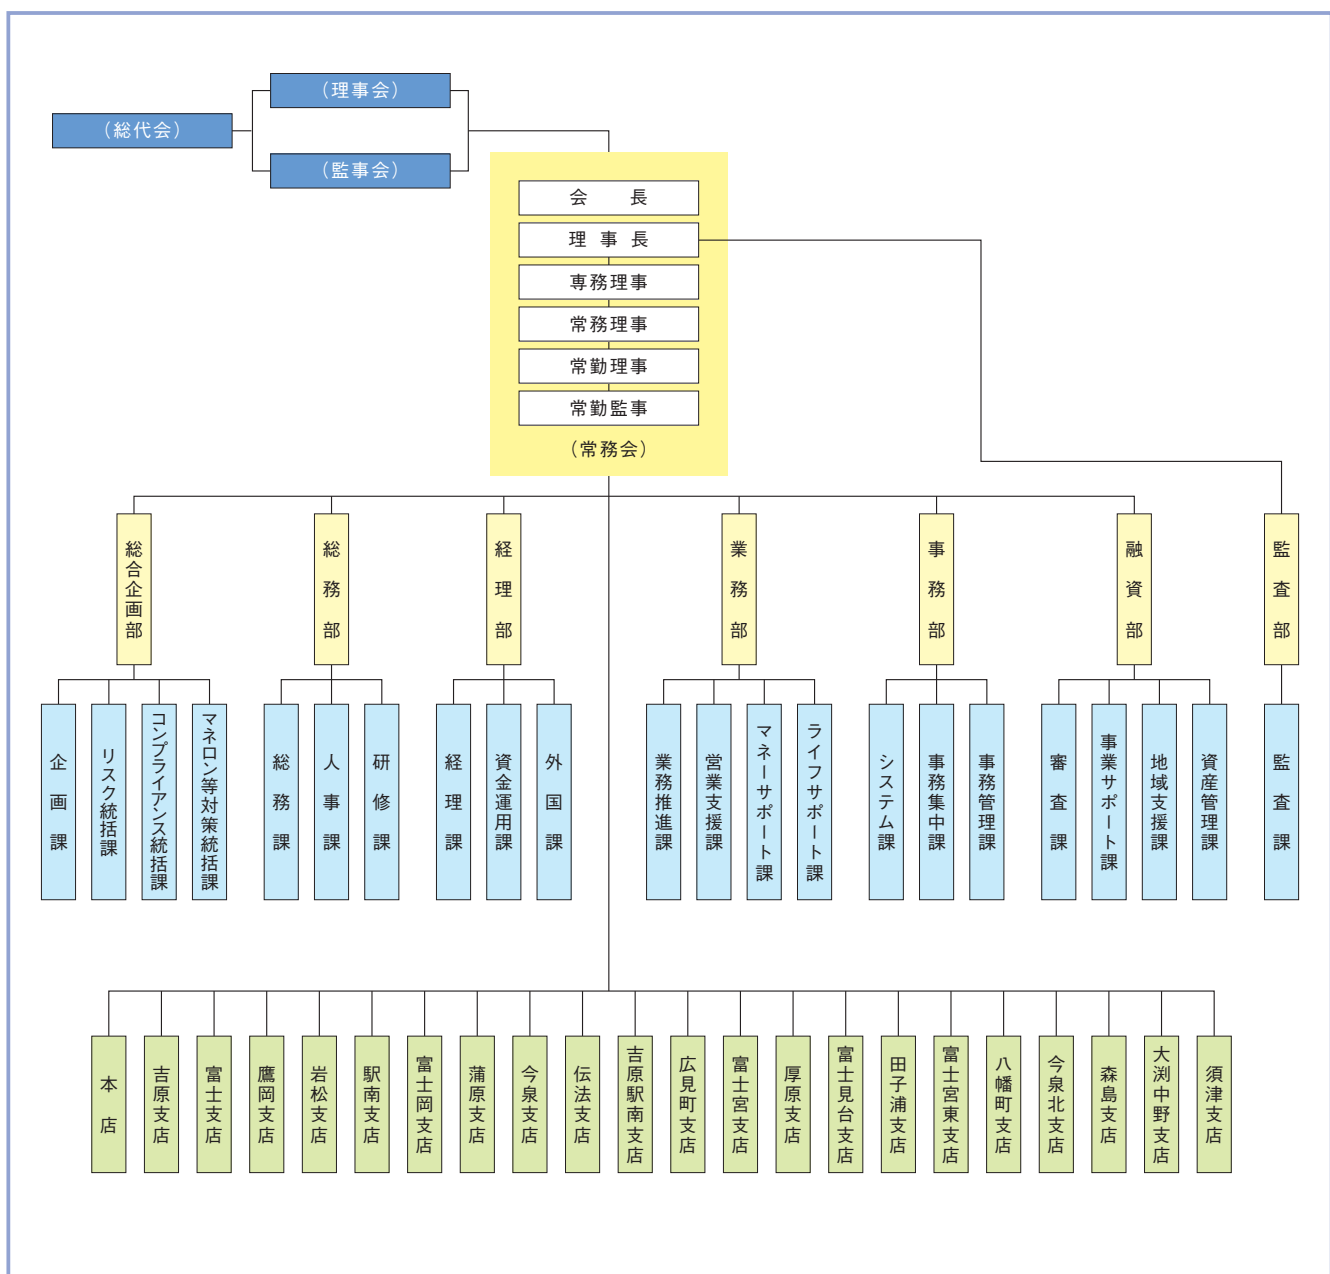 （理事会）
（総代会）
（監事会）
会　長
理事長
専務理事
常務理事
常勤理事
常勤監事
（常務会）
総合企画部
総務部
経理部
業務部
事務部
融資部
監査部
企画課
リスク統括課
コンプライアンス統括課
マネロン等対策統括課
総務課
人事課
研修課
経理課
資金運用課
外国課
業務推進課
営業支援課
マネーサポート課
ライフサポート課
システム課
事務集中課
事務管理課
審査課
事業サポート課
地域支援課
資産管理課
監査課
本店
吉原支店
富士支店
鷹岡支店
岩松支店
駅南支店
富士岡支店
蒲原支店
今泉支店
伝法支店
吉原駅南支店
広見町支店
富士宮支店
厚原支店
富士見台支店
田子浦支店
富士宮東支店
八幡町支店
今泉北支店
森島支店
大渕中野支店
須津支店